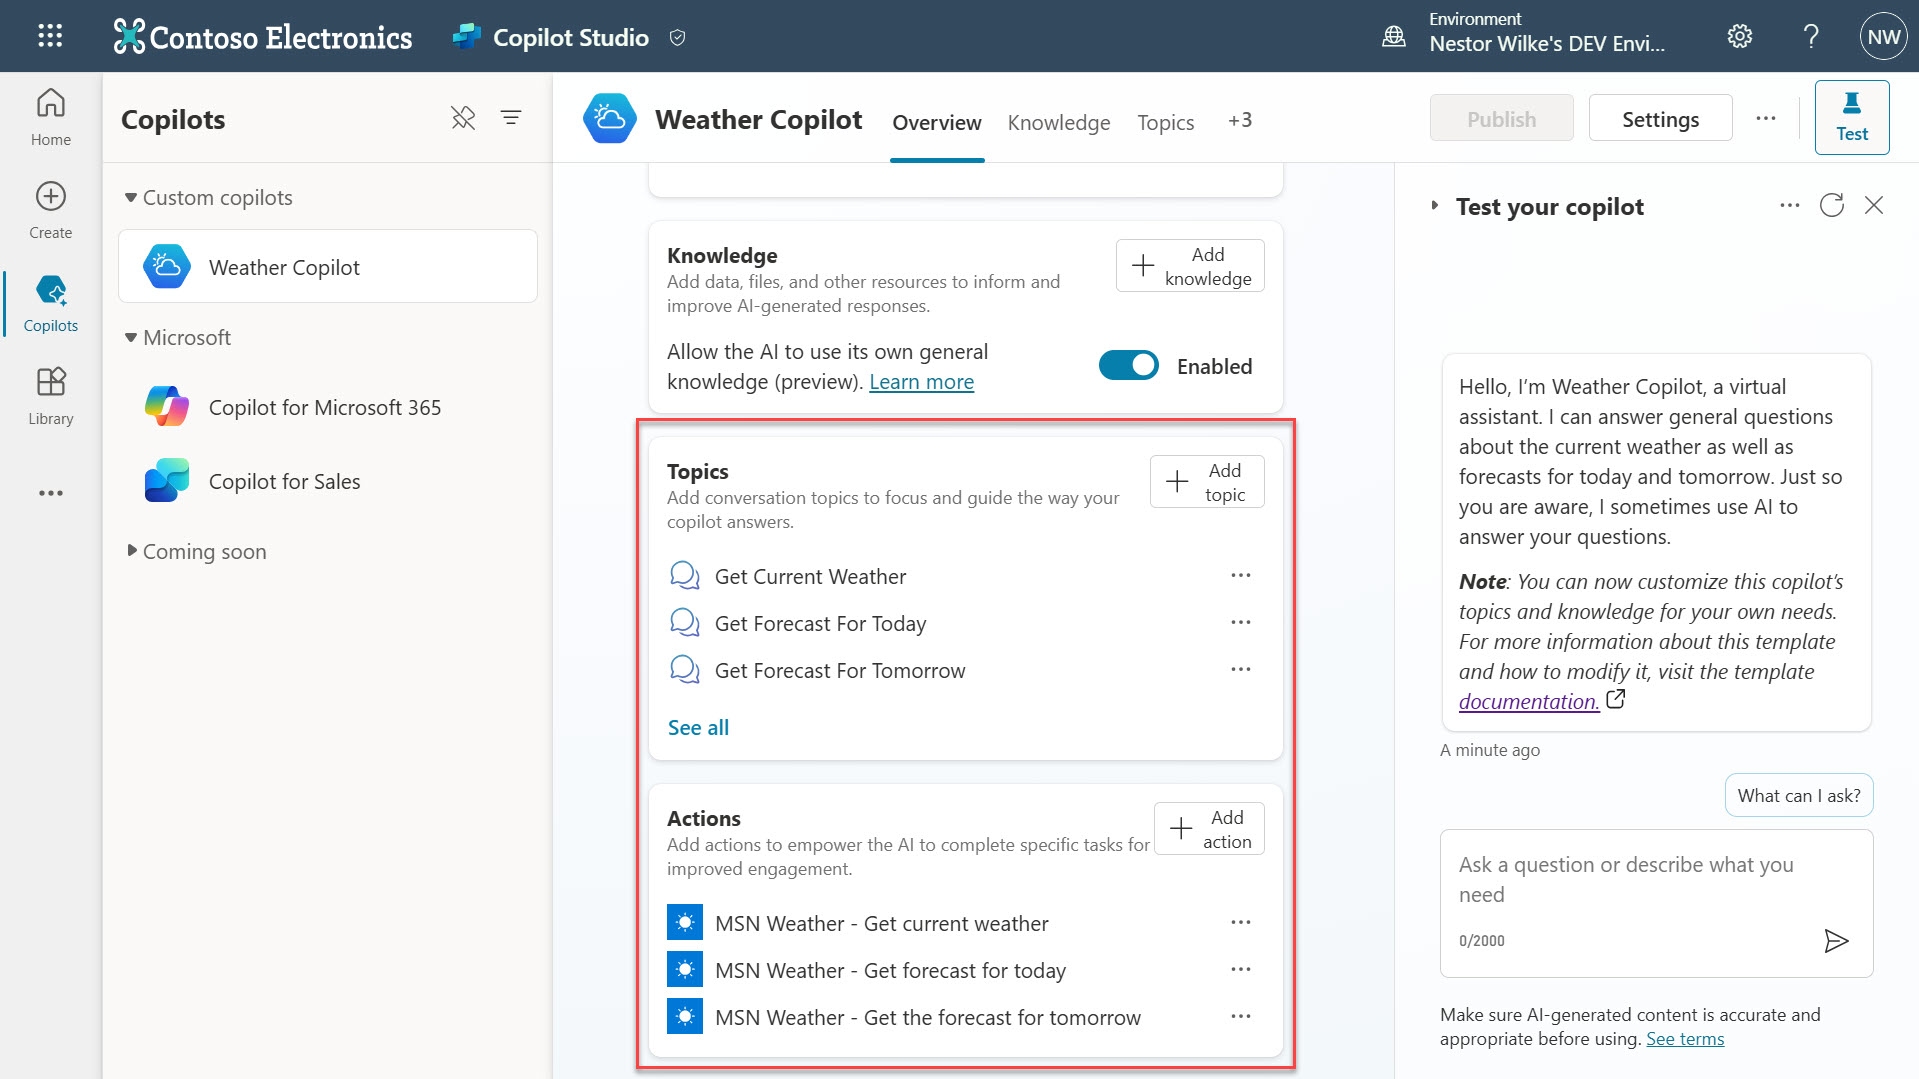 Contoso Electronics
Copilot Studio
Environment
Nestor Wilke's DEV Envi...
NW
Home
Create
Copilots
Library
Copilots
Custom copilots
Weather Copilot
Microsoft
Copilot for Microsoft 365
Copilot for Sales
Coming soon
Weather Copilot
Overview
Knowledge
Topics
+3
Publish
Settings
Test
Knowledge
Add data, files, and other resources to inform and
improve AI-generated responses.
Add
knowledge
Allow the AI to use its own general
knowledge (preview). Learn more
Enabled
Topics
Add conversation topics to focus and guide the way your
copilot answers.
Add
topic
Get Current Weather
Get Forecast For Today
Get Forecast For Tomorrow
See all
Actions
Add actions to empower the AI to complete specific tasks for
improved engagement.
Add
action
MSN Weather - Get current weather
MSN Weather - Get forecast for today
MSN Weather - Get the forecast for tomorrow
Test your copilot
Hello, I’m Weather Copilot, a virtual
assistant. I can answer general questions
about the current weather as well as
forecasts for today and tomorrow. Just so
you are aware, I sometimes use AI to
answer your questions.
Note: You can now customize this copilot’s
topics and knowledge for your own needs.
For more information about this template
and how to modify it, visit the template
documentation.
A minute ago
What can I ask?
Ask a question or describe what you
need
0/2000
Make sure AI-generated content is accurate and
appropriate before using. See terms